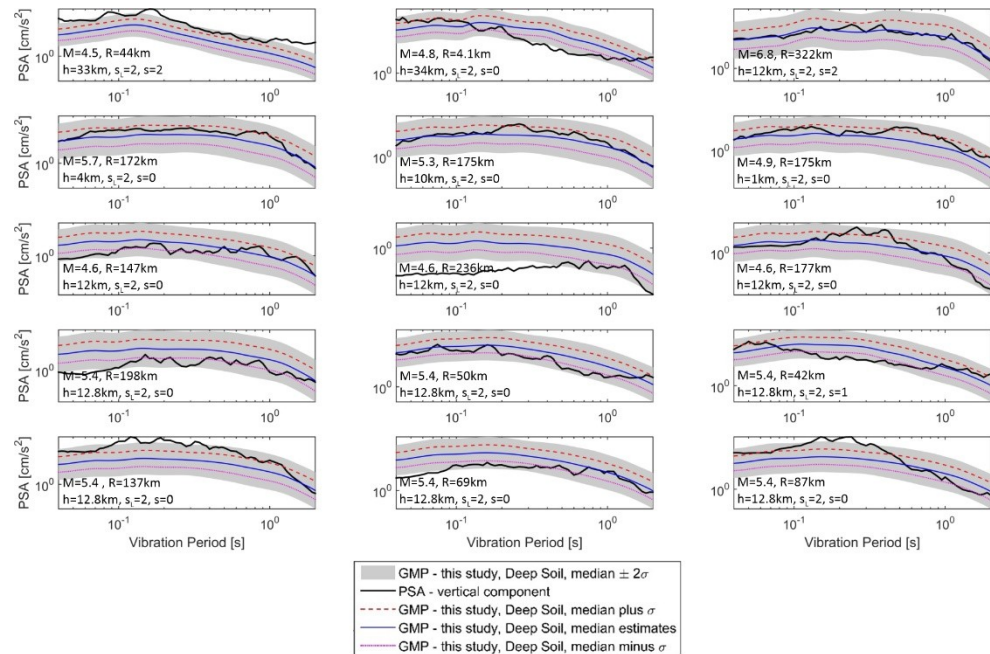 PSA [cm/s²]
10⁰
M=4.5, R=44km
h=33km, s_L=2, s=2
10⁻¹
10⁰
10⁰
M=4.8, R=4.1km
h=34km, s_L=2, s=0
10⁻¹
10⁰
10⁰
M=6.8, R=322km
h=12km, s_L=2, s=2
10⁻¹
10⁰
PSA [cm/s²]
10⁰
M=5.7, R=172km
h=4km, s_L=2, s=0
10⁻¹
10⁰
10⁰
M=5.3, R=175km
h=10km, s_L=2, s=0
10⁻¹
10⁰
10⁰
M=4.9, R=175km
h=1km, s_L=2, s=0
10⁻¹
10⁰
PSA [cm/s²]
10⁰
M=4.6, R=147km
h=12km, s_L=2, s=0
10⁻¹
10⁰
10⁰
M=4.6, R=236km
h=12km, s_L=2, s=0
10⁻¹
10⁰
10⁰
M=4.6, R=177km
h=12km, s_L=2, s=0
10⁻¹
10⁰
PSA [cm/s²]
10⁰
M=5.4, R=198km
h=12.8km, s_L=2, s=0
10⁻¹
10⁰
10⁰
M=5.4, R=50km
h=12.8km, s_L=2, s=0
10⁻¹
10⁰
10⁰
M=5.4, R=42km
h=12.8km, s_L=2, s=1
10⁻¹
10⁰
PSA [cm/s²]
10⁰
M=5.4, R=137km
h=12.8km, s_L=2, s=0
10⁻¹
10⁰
Vibration Period [s]
10⁰
M=5.4, R=69km
h=12.8km, s_L=2, s=0
10⁻¹
10⁰
Vibration Period [s]
10⁰
M=5.4, R=87km
h=12.8km, s_L=2, s=0
10⁻¹
10⁰
Vibration Period [s]
GMP - this study, Deep Soil, median ± 2σ
PSA - vertical component
GMP - this study, Deep Soil, median plus σ
GMP - this study, Deep Soil, median estimates
GMP - this study, Deep Soil, median minus σ